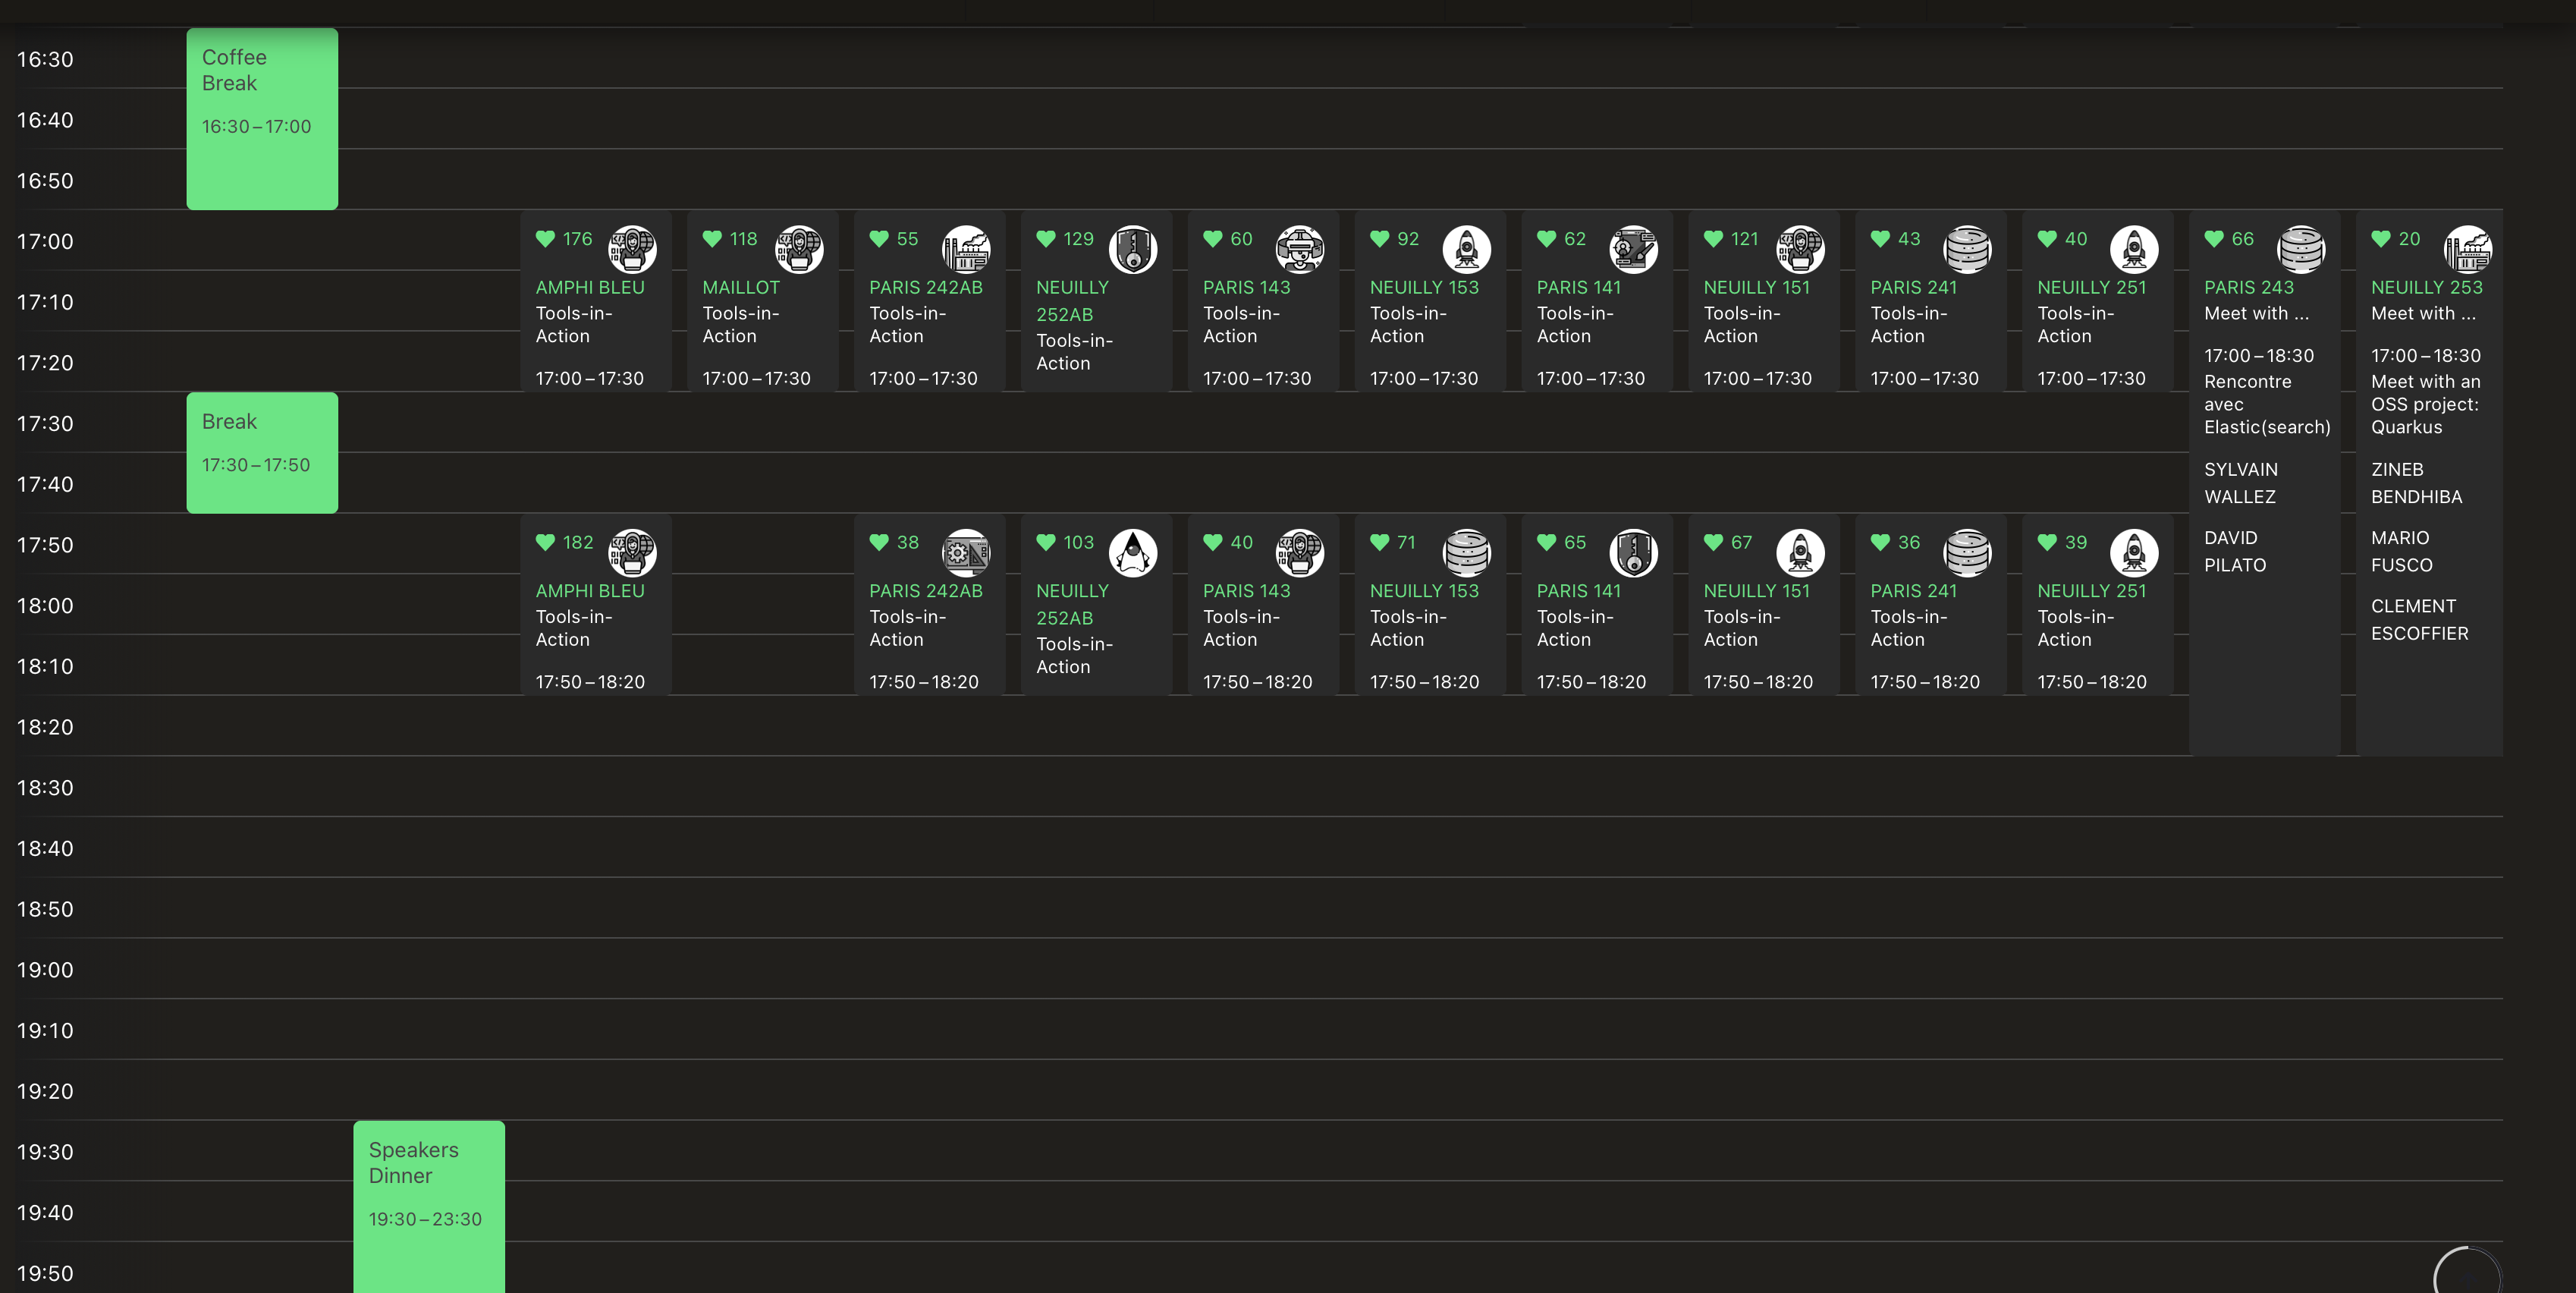 16:30
16:40
16:50
17:00
17:10
17:20
17:30
17:40
17:50
18:00
18:10
18:20
18:30
18:40
18:50
19:00
19:10
19:20
19:30
19:40
19:50
Coffee
Break
16:30–17:00
Break
17:30–17:50
Speakers
Dinner
19:30–23:30
176
AMPHI BLEU
Tools-in-
Action
17:00–17:30
118
MAILLOT
Tools-in-
Action
17:00–17:30
55
PARIS 242AB
Tools-in-
Action
17:00–17:30
129
NEUILLY
252AB
Tools-in-
Action
60
PARIS 143
Tools-in-
Action
17:00–17:30
92
NEUILLY 153
Tools-in-
Action
17:00–17:30
62
PARIS 141
Tools-in-
Action
17:00–17:30
121
NEUILLY 151
Tools-in-
Action
17:00–17:30
43
PARIS 241
Tools-in-
Action
17:00–17:30
40
NEUILLY 251
Tools-in-
Action
17:00–17:30
66
PARIS 243
Meet with ...
17:00–18:30
Rencontre
avec
Elastic(search)
SYLVAIN
WALLEZ
DAVID
PILATO
20
NEUILLY 253
Meet with ...
17:00–18:30
Meet with an
OSS project:
Quarkus
ZINEB
BENDHIBA
MARIO
FUSCO
CLEMENT
ESCOFFIER
182
AMPHI BLEU
Tools-in-
Action
17:50–18:20
38
PARIS 242AB
Tools-in-
Action
17:50–18:20
103
NEUILLY
252AB
Tools-in-
Action
40
PARIS 143
Tools-in-
Action
17:50–18:20
71
NEUILLY 153
Tools-in-
Action
17:50–18:20
65
PARIS 141
Tools-in-
Action
17:50–18:20
67
NEUILLY 151
Tools-in-
Action
17:50–18:20
36
PARIS 241
Tools-in-
Action
17:50–18:20
39
NEUILLY 251
Tools-in-
Action
17:50–18:20